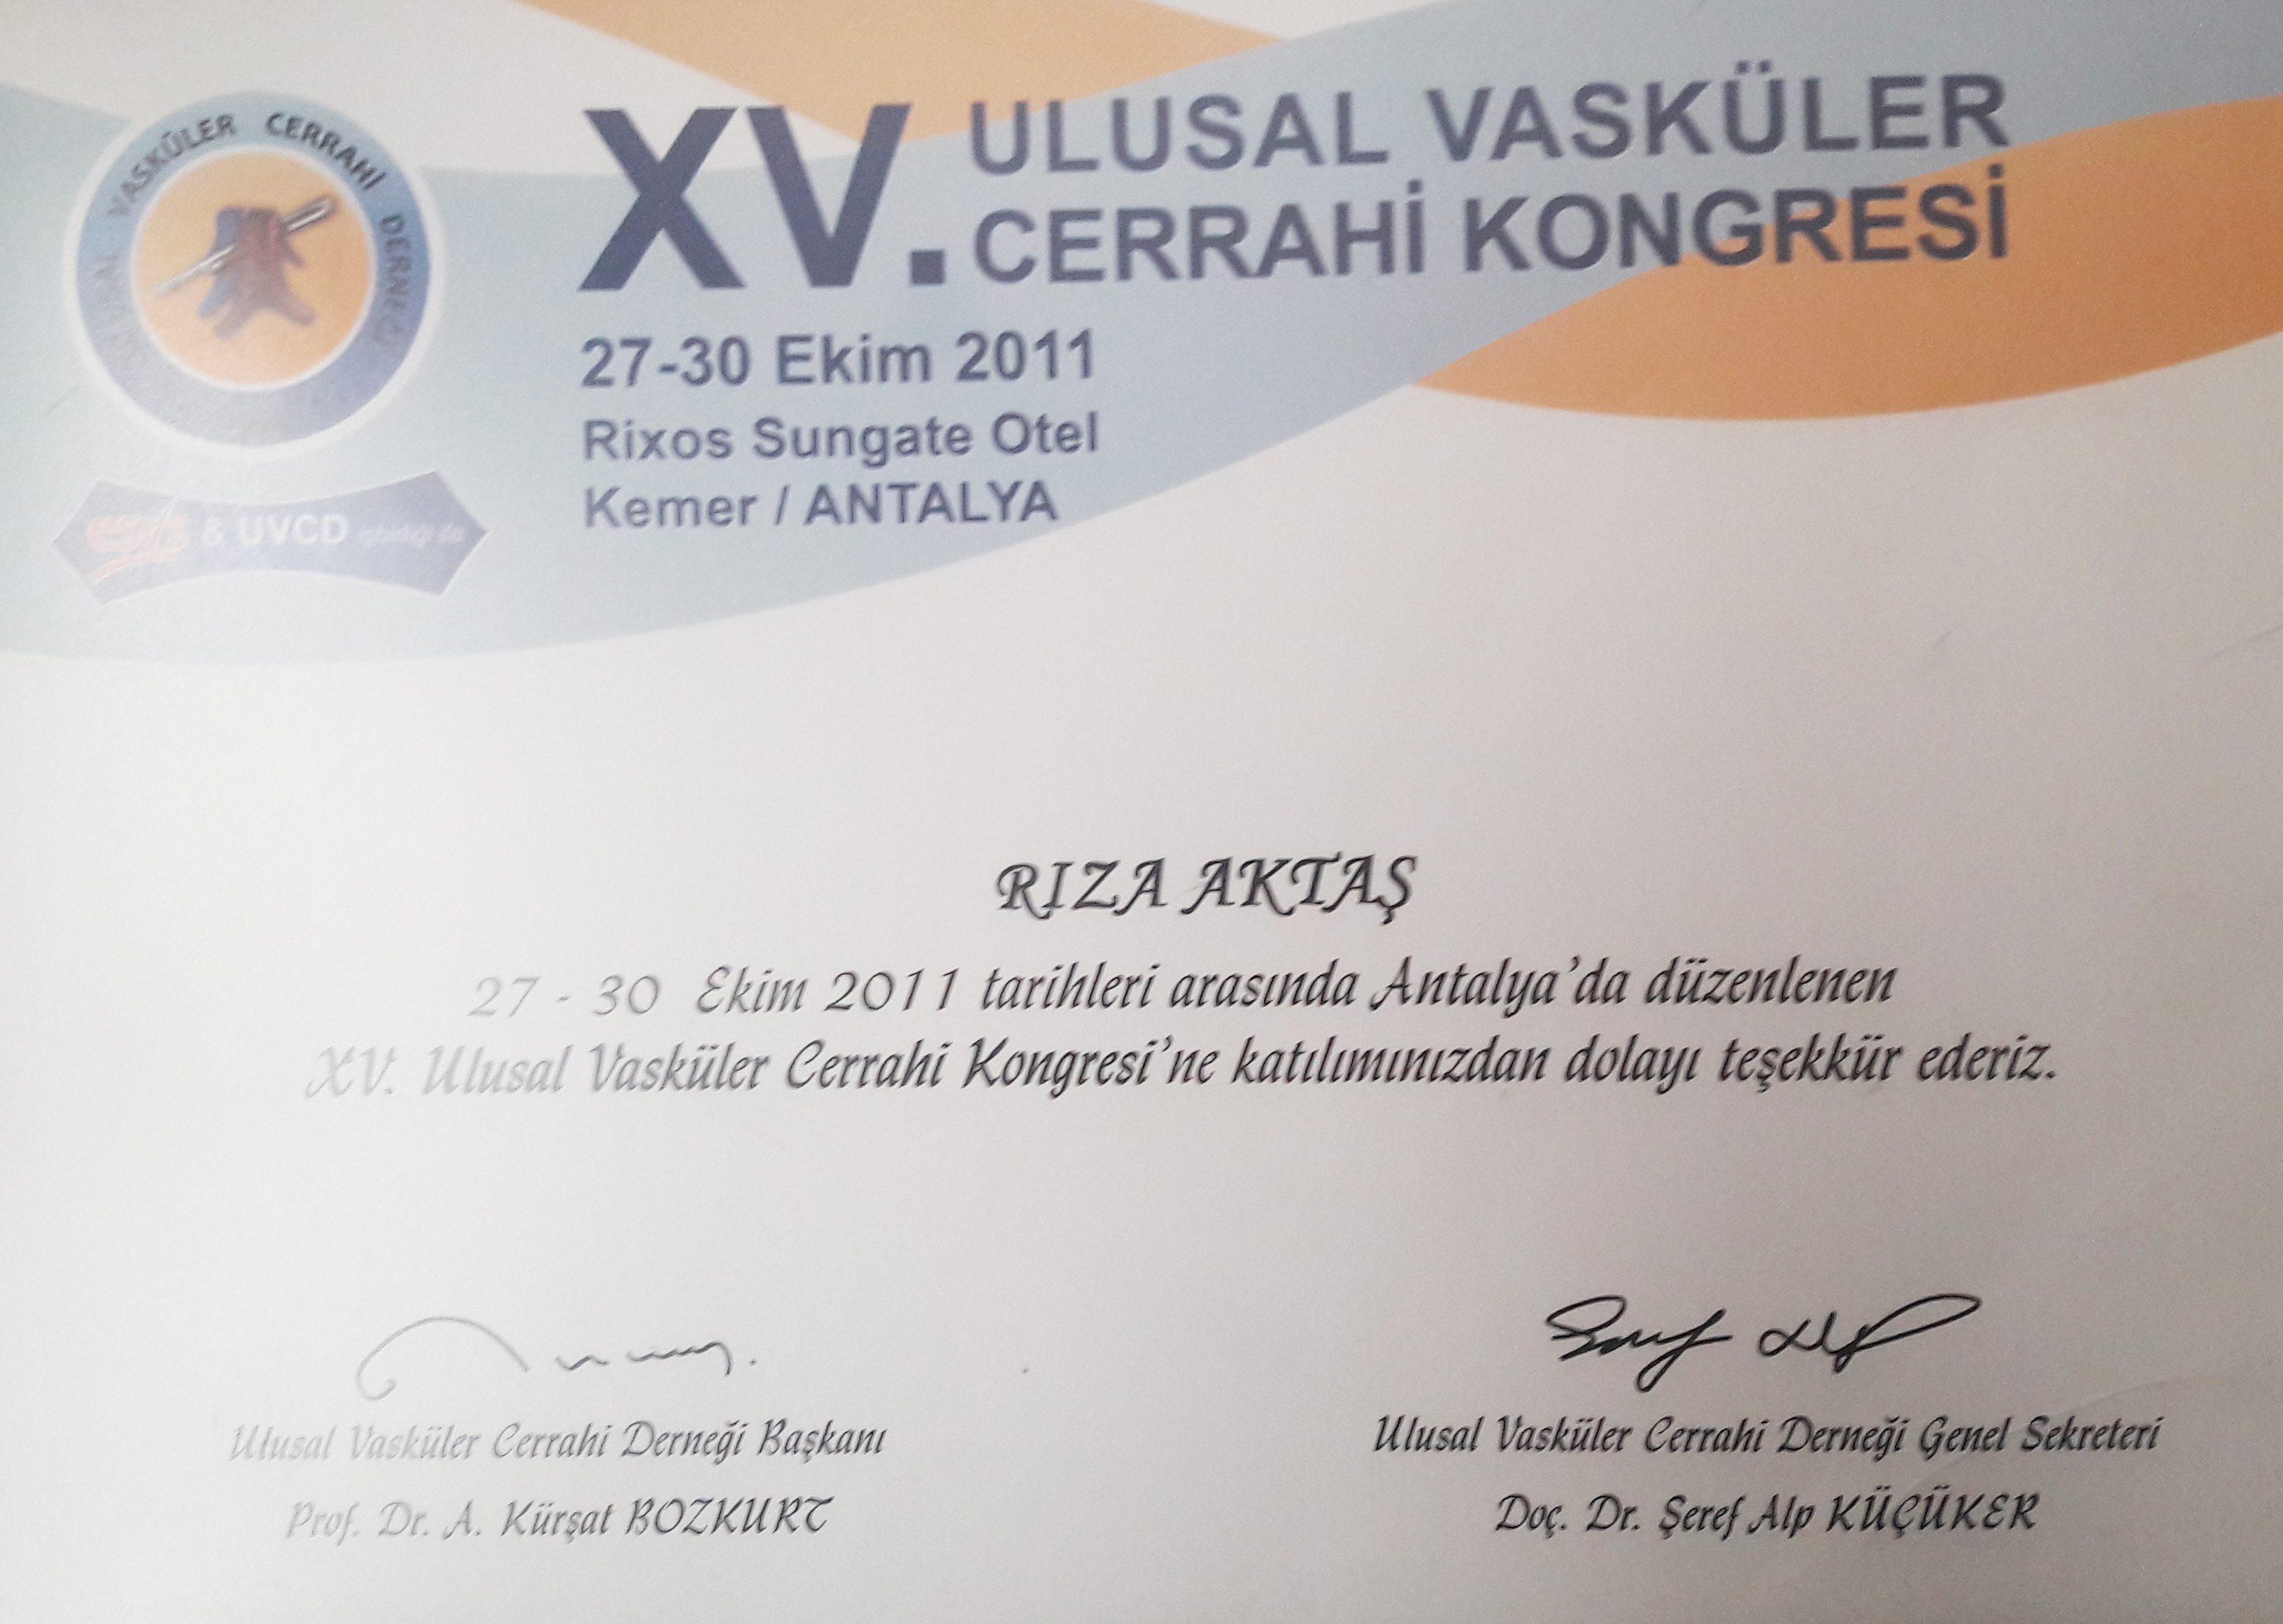 VASKÜLER CERRAHİ DERNEĞİ
XV. ULUSAL VASKÜLER
CERRAHİ KONGRESİ
27-30 Ekim 2011
Rixos Sungate Otel
Kemer / ANTALYA
& UVCD işbirliği ile
RIZA AKTAŞ
27 - 30 Ekim 2011 tarihleri arasında Antalya'da düzenlenen
XV. Ulusal Vasküler Cerrahi Kongresi'ne katılımınızdan dolayı teşekkür ederiz.
Ulusal Vasküler Cerrahi Derneği Başkanı
Prof. Dr. A. Kürşat BOZKURT
Ulusal Vasküler Cerrahi Derneği Genel Sekreteri
Doç. Dr. Şeref Alp KÜÇÜKER